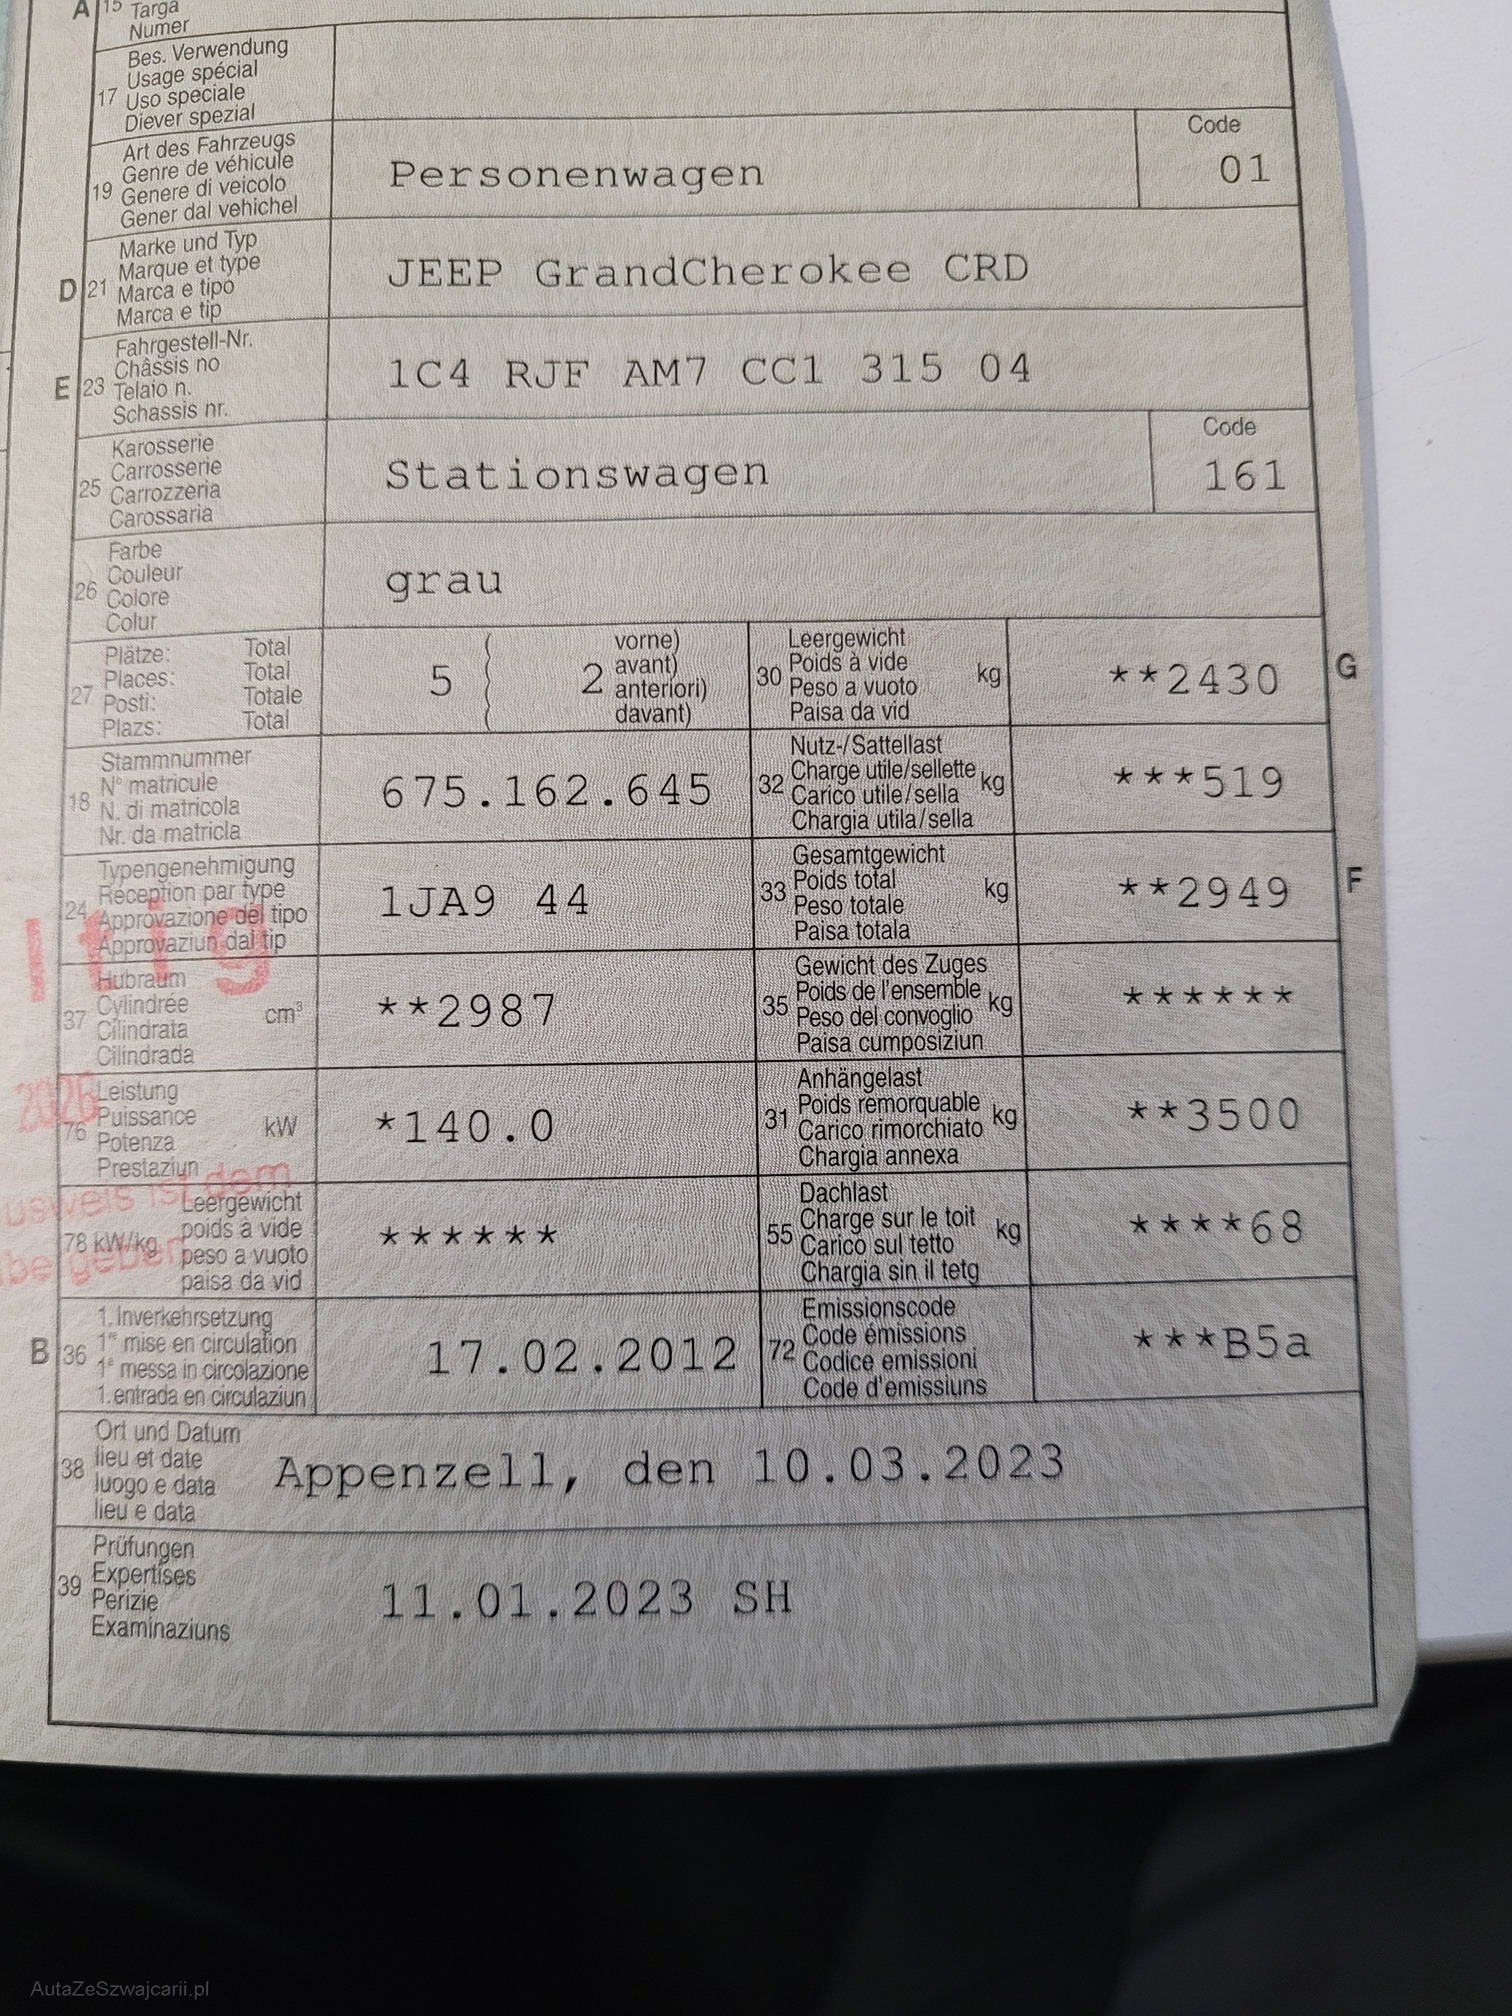 A 15 Targa
Numer
17 Bes. Verwendung
Usage spécial
Uso speciale
Diever spezial
19 Art des Fahrzeugs
Genre de véhicule
Genere di veicolo
Gener dal vehichel
Personenwagen
Code
01
D 21 Marke und Typ
Marque et type
Marca e tipo
Marca e tip
JEEP GrandCherokee CRD
E 23 Fahrgestell-Nr.
Châssis no
Telaio n.
Schassis nr.
1C4 RJF AM7 CC1 315 04
25 Karosserie
Carrosserie
Carrozzeria
Carossaria
Stationswagen
Code
161
26 Farbe
Couleur
Colore
Colur
grau
27 Plätze: Total
Places: Total
Posti: Totale
Plazs: Total
5 { 2 vorne)
avant)
anteriori)
davant)
30 Leergewicht
Poids à vide
Peso a vuoto
Paisa da vid
kg
**2430
G
18 Stammnummer
N° matricule
N. di matricola
Nr. da matricla
675.162.645
32 Nutz-/Sattellast
Charge utile/sellette
Carico utile/sella
Chargia utila/sella
kg
***519
24 Typengenehmigung
Réception par type
Approvazione del tipo
Approvaziun dal tip
1JA9 44
33 Gesamtgewicht
Poids total
Peso totale
Paisa totala
kg
**2949
F
37 Hubraum
Cylindrée
Cilindrata
Cilindrada
cm³
**2987
35 Gewicht des Zuges
Poids de l'ensemble
Peso del convoglio
Paisa cumposiziun
kg
******
2026
76 Leistung
Puissance
Potenza
Prestaziun
kW
*140.0
31 Anhängelast
Poids remorquable
Carico rimorchiato
Chargia annexa
kg
**3500
usweis ist dem
78 kW/kg Leergewicht
poids à vide
peso a vuoto
paisa da vid
******
55 Dachlast
Charge sur le toit
Carico sul tetto
Chargia sin il tetg
kg
****68
B 36 1. Inverkehrsetzung
1re mise en circulation
1a messa in circolazione
1. entrada en circulaziun
17.02.2012
72 Emissionscode
Code émissions
Codice emissioni
Code d'emissiuns
***B5a
38 Ort und Datum
lieu et date
luogo e data
lieu e data
Appenzell, den 10.03.2023
39 Prüfungen
Expertises
Perizie
Examinaziuns
11.01.2023 SH
AutaZeSzwajcarii.pl